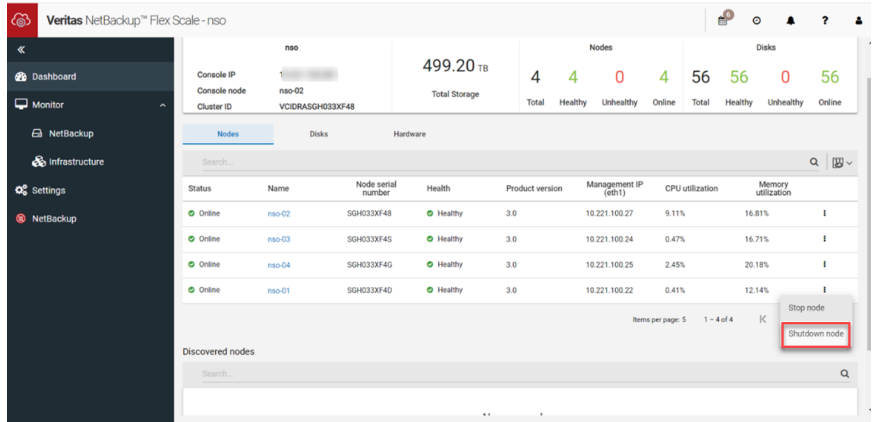 Veritas NetBackup™ Flex Scale - nso
6
?
Dashboard
Monitor
NetBackup
Infrastructure
Settings
NetBackup
nso
Console IP
Console node nso-02
Cluster ID VCIDRASGH033XF48
499.20 TB
Total Storage
Nodes
4 4 0 4
Total Healthy Unhealthy Online
Disks
56 56 0 56
Total Healthy Unhealthy Online
Nodes Disks Hardware
Search...
Status Name Node serial number Health Product version Management IP (eth1) CPU utilization Memory utilization
Online nso-02 SGH033XF48 Healthy 3.0 10.221.100.27 9.11% 16.81%
Online nso-03 SGH033XF4S Healthy 3.0 10.221.100.24 0.47% 16.71%
Online nso-04 SGH033XF4G Healthy 3.0 10.221.100.25 2.45% 20.18%
Online nso-01 SGH033XF4D Healthy 3.0 10.221.100.22 0.41% 12.14%
Items per page: 5 1 – 4 of 4
Stop node
Shutdown node
Discovered nodes
Search...